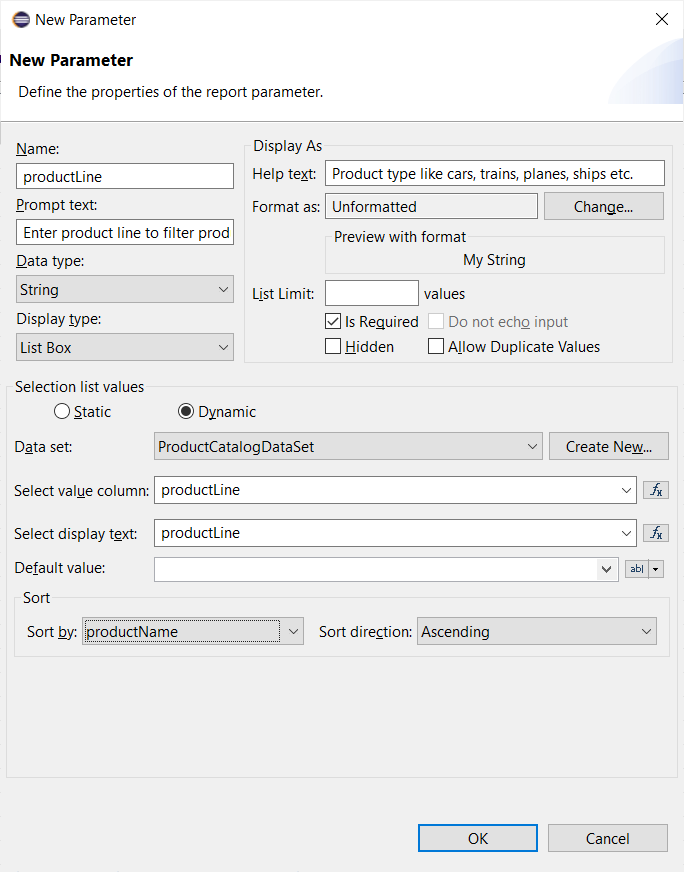 New Parameter
New Parameter
Define the properties of the report parameter.
Name:
productLine
Prompt text:
Enter product line to filter prod
Data type:
String
Display type:
List Box
Display As
Help text: Product type like cars, trains, planes, ships etc.
Format as: Unformatted Change...
Preview with format
My String
List Limit: values
Is Required Do not echo input
Hidden Allow Duplicate Values
Selection list values
Static Dynamic
Data set: ProductCatalogDataSet Create New...
Select value column: productLine fx
Select display text: productLine fx
Default value: abl
Sort
Sort by: productName Sort direction: Ascending
OK Cancel